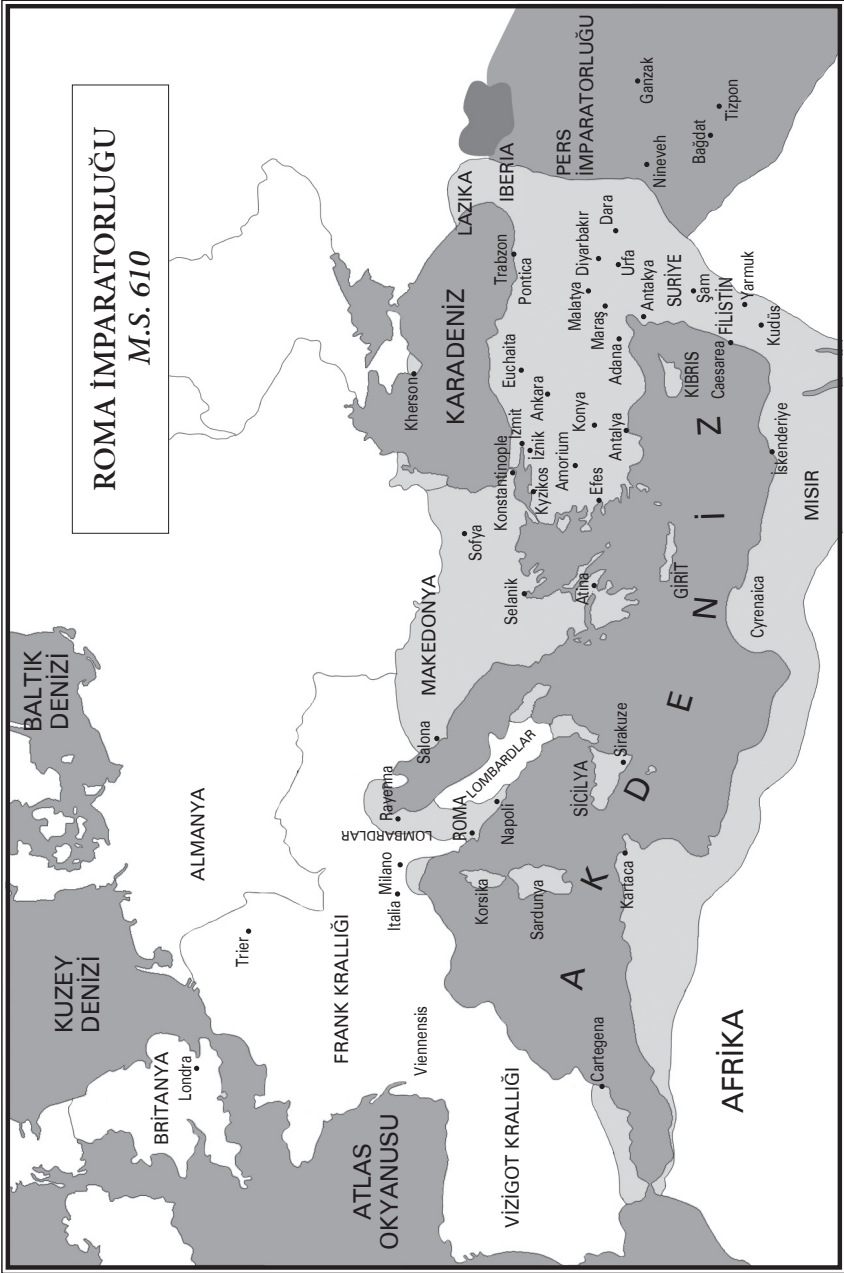 ROMA İMPARATORLUĞU
M.S. 610
BALTIK
DENİZİ
KUZEY
DENİZİ
BRİTANYA
Londra
ALMANYA
Trier
ATLAS
OKYANUSU
FRANK KRALLIĞI
Viennensis
VİZİGOT KRALLIĞI
Cartegena
AFRİKA
Italia
Milano
Ravenna
LOMBARDLAR
ROMA
LOMBARDLAR
Napoli
Korsika
Sardunya
SİCİLYA
Sirakuze
Kartaca
Salona
MAKEDONYA
Sofya
Selanik
Atina
GİRİT
Cyrenaica
AKDENİZ
Kherson
KARADENİZ
LAZIKA
IBERIA
Trabzon
Pontica
Konstantinople
İzmit
İznik
Kyzikos
Euchaita
Ankara
Amorium
Konya
Efes
Antalya
Adana
Maraş
Malatya
Diyarbakır
Urfa
Dara
Antakya
SURİYE
Şam
FİLİSTİN
Yarmuk
Kudüs
Caesarea
KIBRIS
İskenderiye
MISIR
PERS
İMPARATORLUĞU
Ganzak
Nineveh
Bağdat
Tizpon